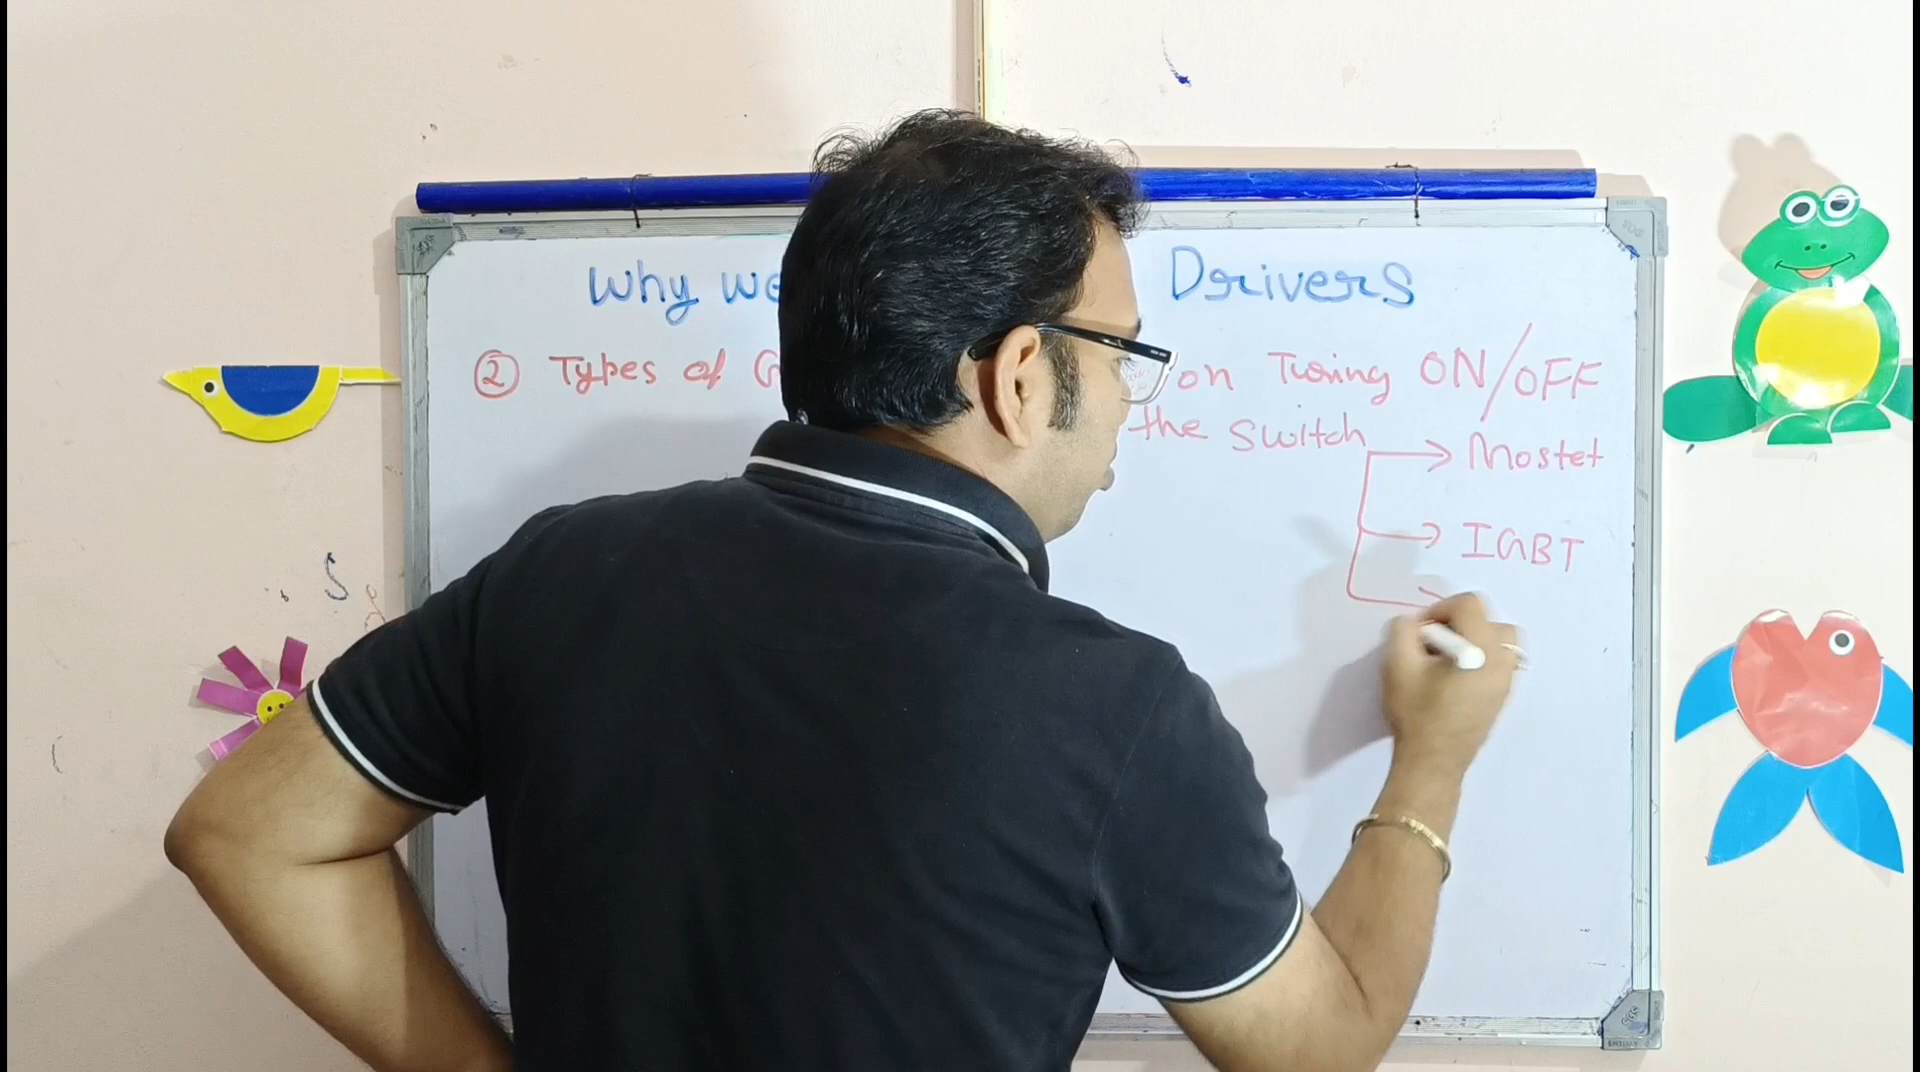 Why we Drivers
② Types of G on Turing ON/OFF
the switch → Mosfet
→ IGBT